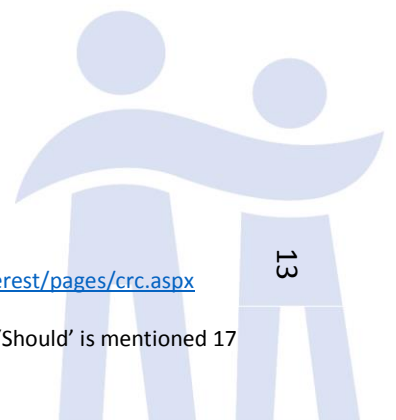 13
erest/pages/crc.aspx
‘Should’ is mentioned 17